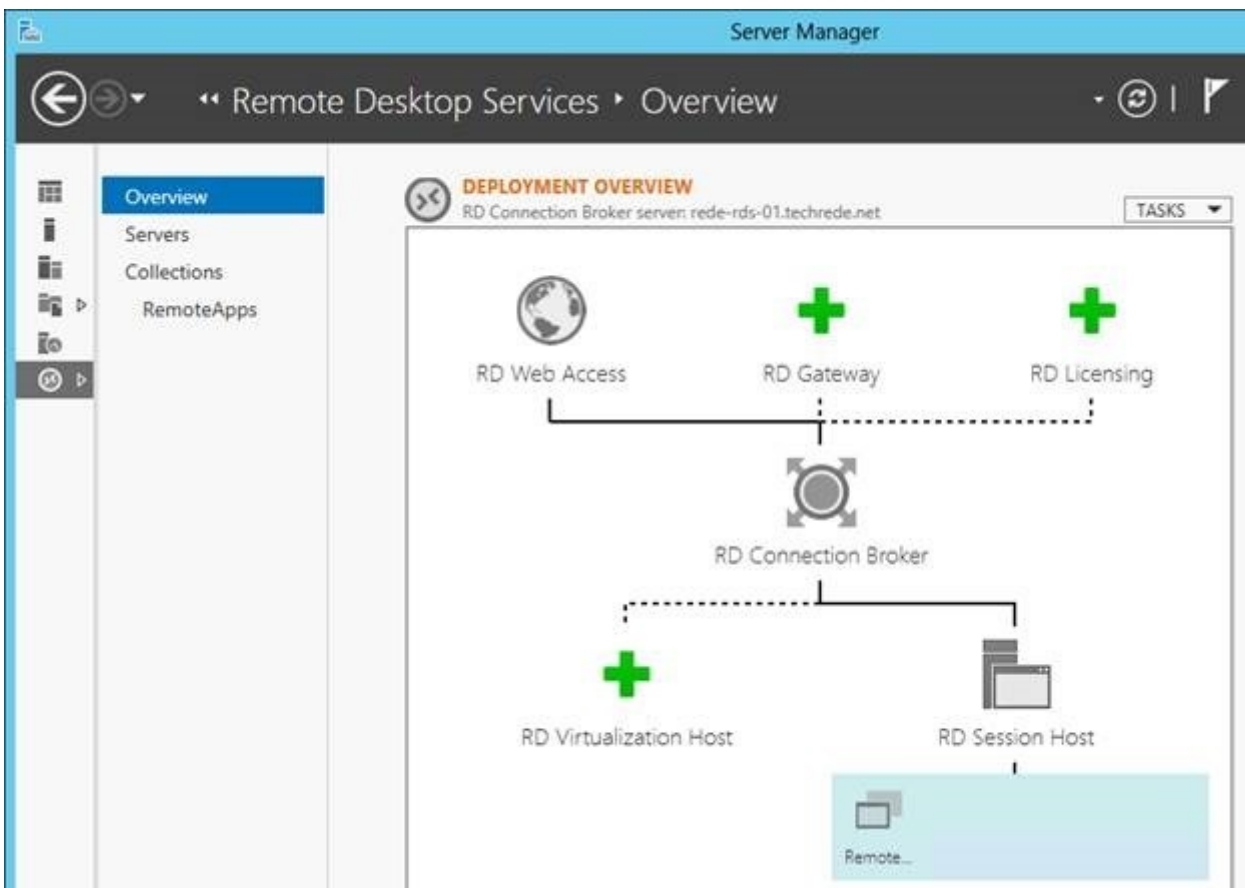 Server Manager
Remote Desktop Services ‣ Overview
Overview
Servers
Collections
RemoteApps
DEPLOYMENT OVERVIEW
RD Connection Broker server: rede-rds-01.techrede.net
TASKS
RD Web Access
RD Gateway
RD Licensing
RD Connection Broker
RD Virtualization Host
RD Session Host
Remote...